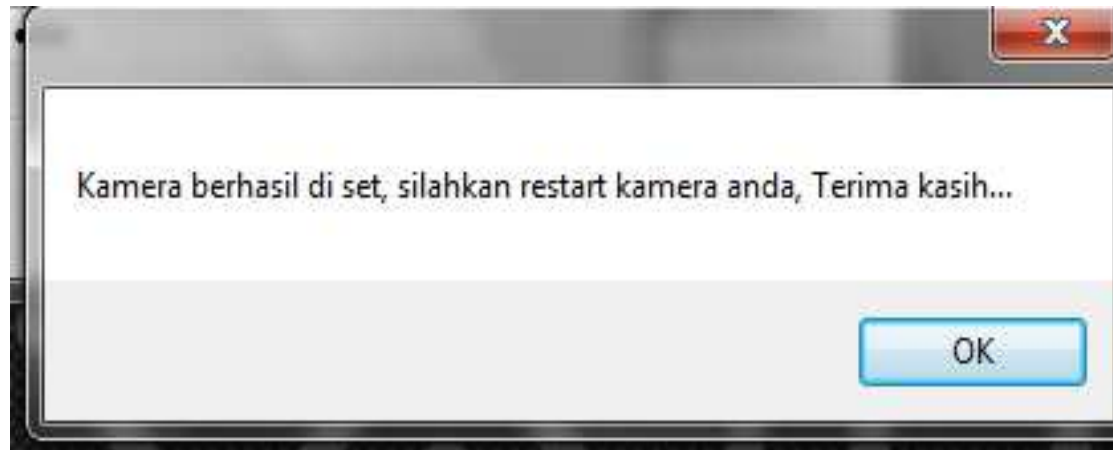 Kamera berhasil di set, silahkan restart kamera anda, Terima kasih...
OK